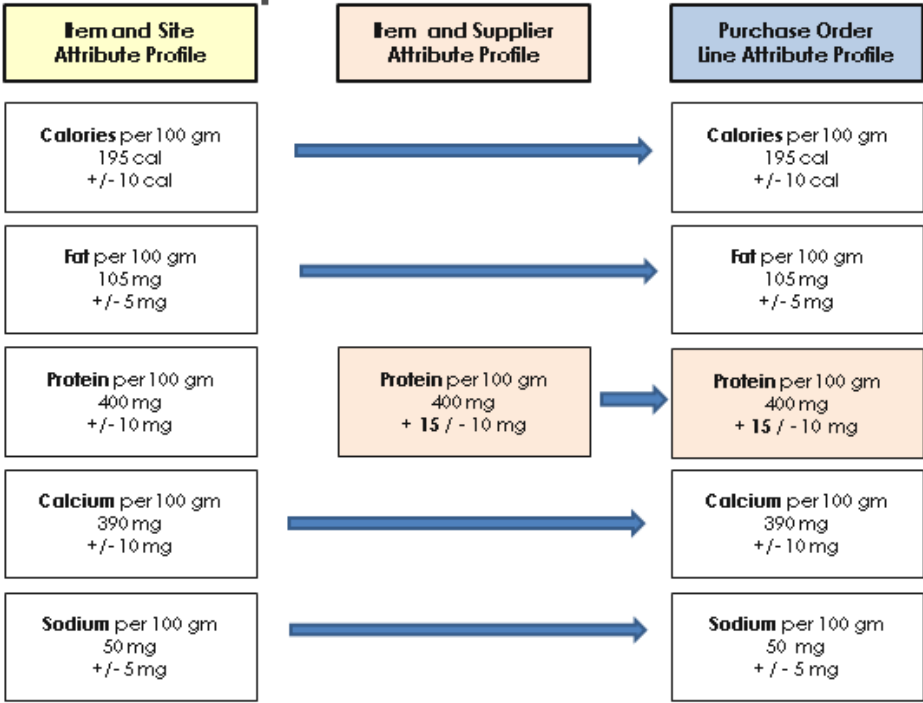 Item and Site
Attribute Profile
Item and Supplier
Attribute Profile
Purchase Order
Line Attribute Profile
Calories per 100 gm
195 cal
+/- 10 cal
Calories per 100 gm
195 cal
+/- 10 cal
Fat per 100 gm
105 mg
+/- 5 mg
Fat per 100 gm
105 mg
+/- 5 mg
Protein per 100 gm
400 mg
+/- 10 mg
Protein per 100 gm
400 mg
+ 15 / - 10 mg
Protein per 100 gm
400 mg
+ 15 / - 10 mg
Calcium per 100 gm
390 mg
+/- 10 mg
Calcium per 100 gm
390 mg
+/- 10 mg
Sodium per 100 gm
50 mg
+/- 5 mg
Sodium per 100 gm
50 mg
+ / - 5 mg